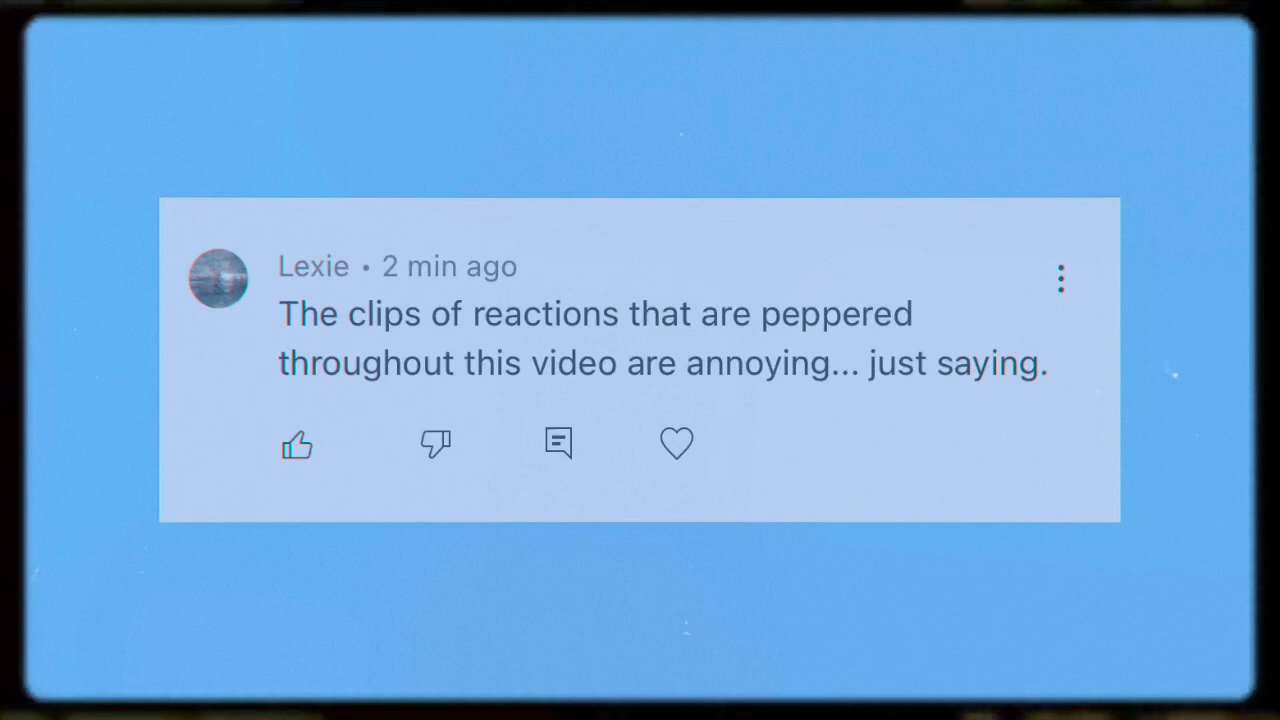 Lexie • 2 min ago
The clips of reactions that are peppered
throughout this video are annoying... just saying.